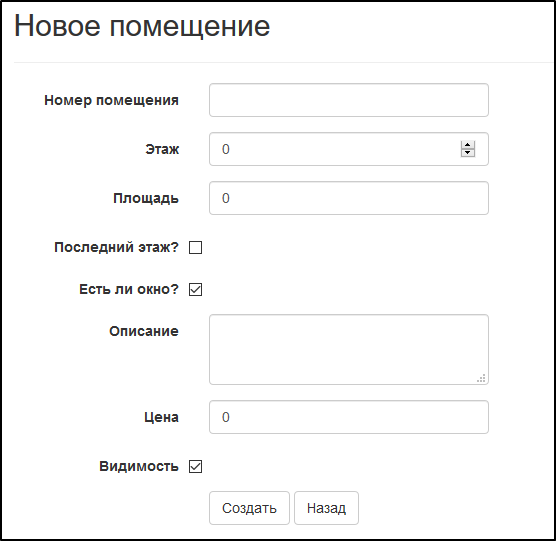 Новое помещение
Номер помещения
Этаж 0
Площадь 0
Последний этаж?
Есть ли окно?
Описание
Цена 0
Видимость
Создать Назад